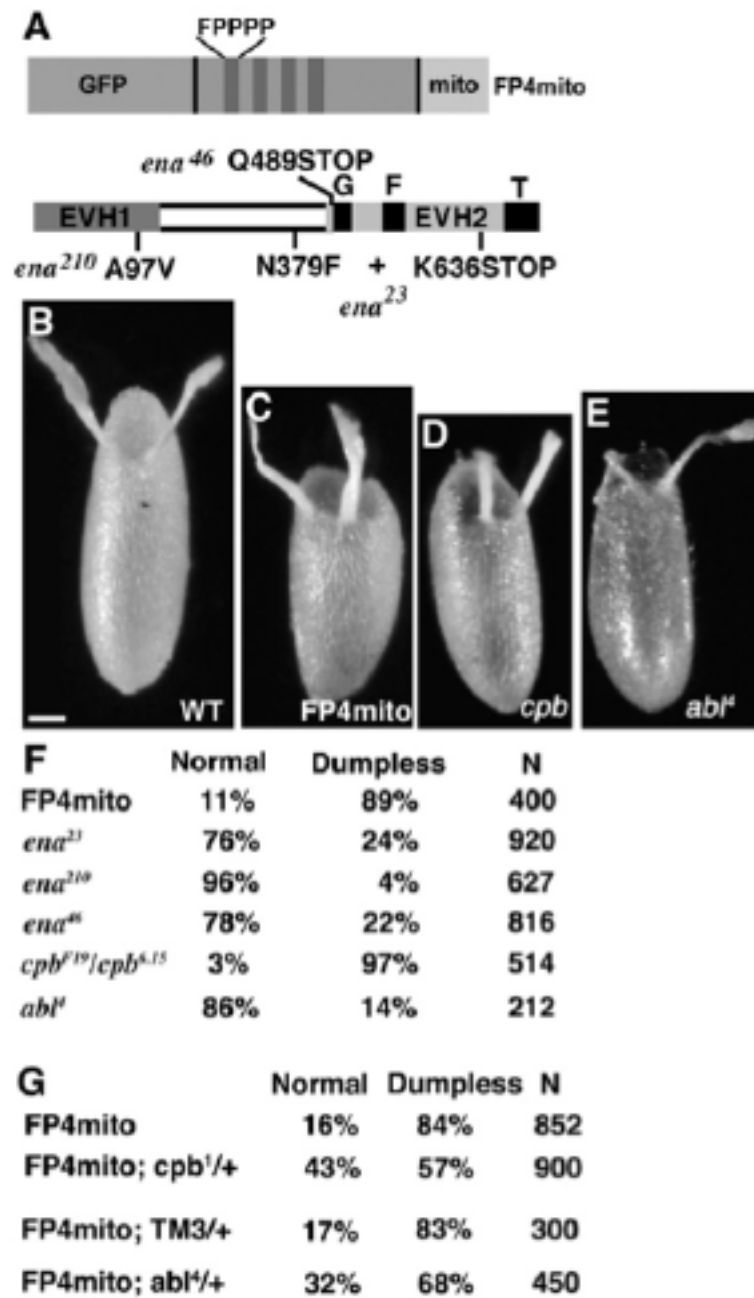 A
FPPPP
GFP mito FP4mito
ena46 Q489STOP
G F T
EVH1 EVH2
ena210 A97V N379F + K636STOP
ena23
B C D E
WT FP4mito cpb abl4
F Normal Dumpless N
FP4mito 11% 89% 400
ena23 76% 24% 920
ena210 96% 4% 627
ena46 78% 22% 816
cpbF19/cpb6.15 3% 97% 514
abl4 86% 14% 212
G Normal Dumpless N
FP4mito 16% 84% 852
FP4mito; cpb1/+ 43% 57% 900
FP4mito; TM3/+ 17% 83% 300
FP4mito; abl4/+ 32% 68% 450